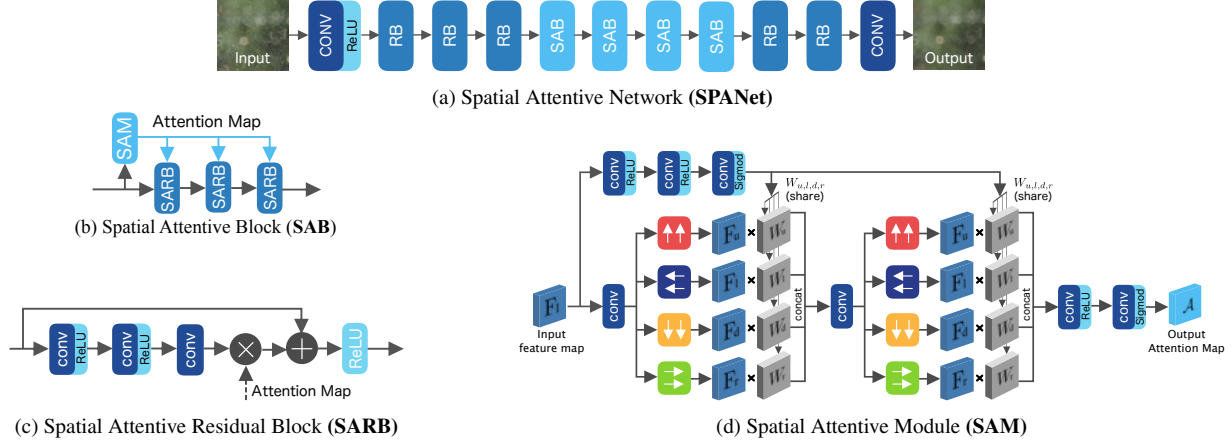 Input
CONV
ReLU
RB
RB
RB
SAB
SAB
SAB
SAB
RB
RB
CONV
Output
(a) Spatial Attentive Network (SPANet)
SAM
Attention Map
SARB
SARB
SARB
(b) Spatial Attentive Block (SAB)
conv
ReLU
conv
ReLU
conv
×
+
ReLU
Attention Map
(c) Spatial Attentive Residual Block (SARB)
conv
ReLU
conv
ReLU
conv
Sigmod
W_{u,l,d,r}
(share)
W_{u,l,d,r}
(share)
F_I
Input
feature map
conv
F_u × W_u
F_l × W_l
F_d × W_d
F_r × W_r
concat
conv
F_u × W_u
F_l × W_l
F_d × W_d
F_r × W_r
concat
conv
ReLU
conv
Sigmod
A
Output
Attention Map
(d) Spatial Attentive Module (SAM)